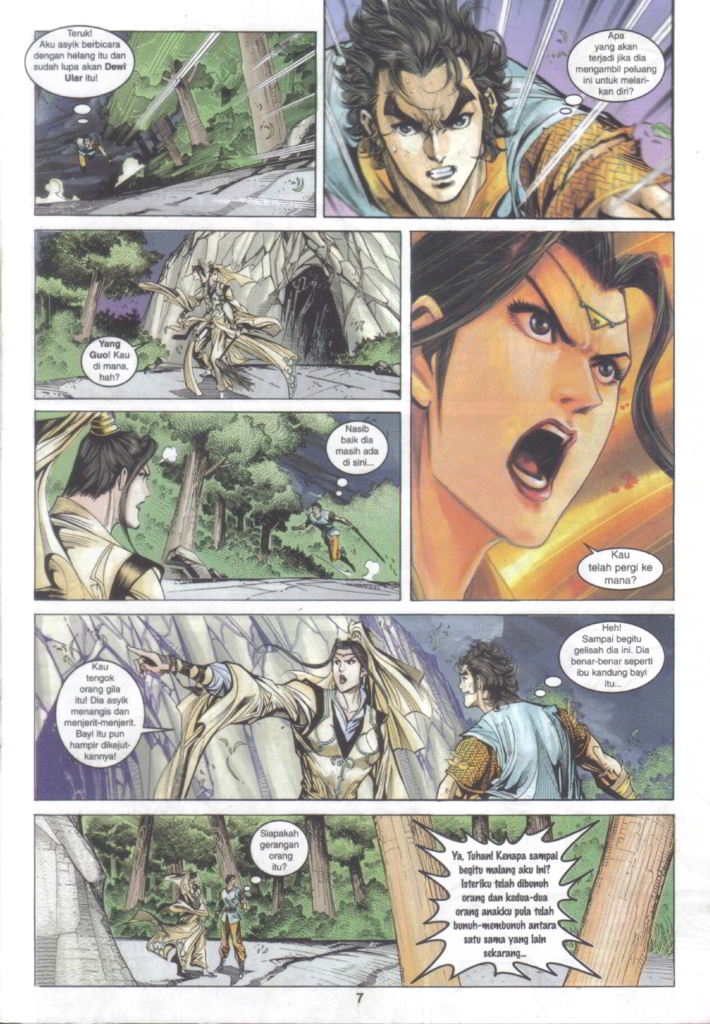 Teruk!
Aku asyik berbicara
dengan helang itu dan
sudah lupa akan Dewi
Ular itu!
Apa
yang akan
terjadi jika dia
mengambil peluang
ini untuk melari-
kan diri?
Yang
Guo! Kau
di mana,
hah?
Kau
telah pergi ke
mana?
Nasib
baik dia
masih ada
di sini...
Kau
tengok
orang gila
itu! Dia asyik
menangis dan
menjerit-menjerit.
Bayi itu pun
hampir dikejut-
kannya!
Heh!
Sampai begitu
gelisah dia ini. Dia
benar-benar seperti
ibu kandung bayi
itu...
Siapakah
gerangan
orang
itu?
Ya, Tuhan! Kenapa sampai
begitu malang aku ini?
Isteriku telah dibunuh
orang dan kedua-dua
orang anakku pula telah
bunuh-membunuh antara
satu sama yang lain
sekarang...
7